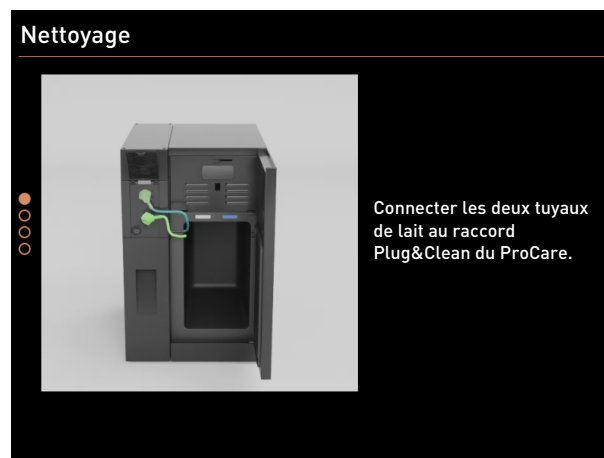 Nettoyage
Connecter les deux tuyaux
de lait au raccord
Plug&Clean du ProCare.